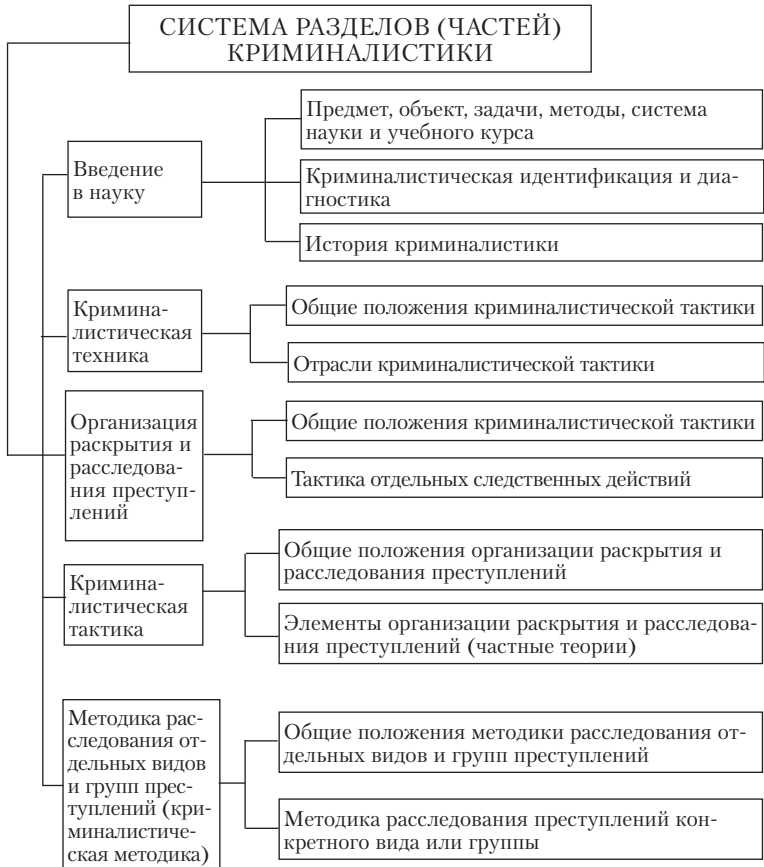 СИСТЕМА РАЗДЕЛОВ (ЧАСТЕЙ)
КРИМИНАЛИСТИКИ
Введение
в науку
Предмет, объект, задачи, методы, система
науки и учебного курса
Криминалистическая идентификация и диа-
гностика
История криминалистики
Кримина-
листическая
техника
Общие положения криминалистической тактики
Отрасли криминалистической тактики
Организация
раскрытия и
расследова-
ния преступ-
лений
Общие положения криминалистической тактики
Тактика отдельных следственных действий
Кримина-
листическая
тактика
Общие положения организации раскрытия и
расследования преступлений
Элементы организации раскрытия и расследова-
ния преступлений (частные теории)
Методика рас-
следования от-
дельных видов
и групп прес-
туплений (кри-
миналистиче-
ская методика)
Общие положения методики расследования от-
дельных видов и групп преступлений
Методика расследования преступлений кон-
кретного вида или группы